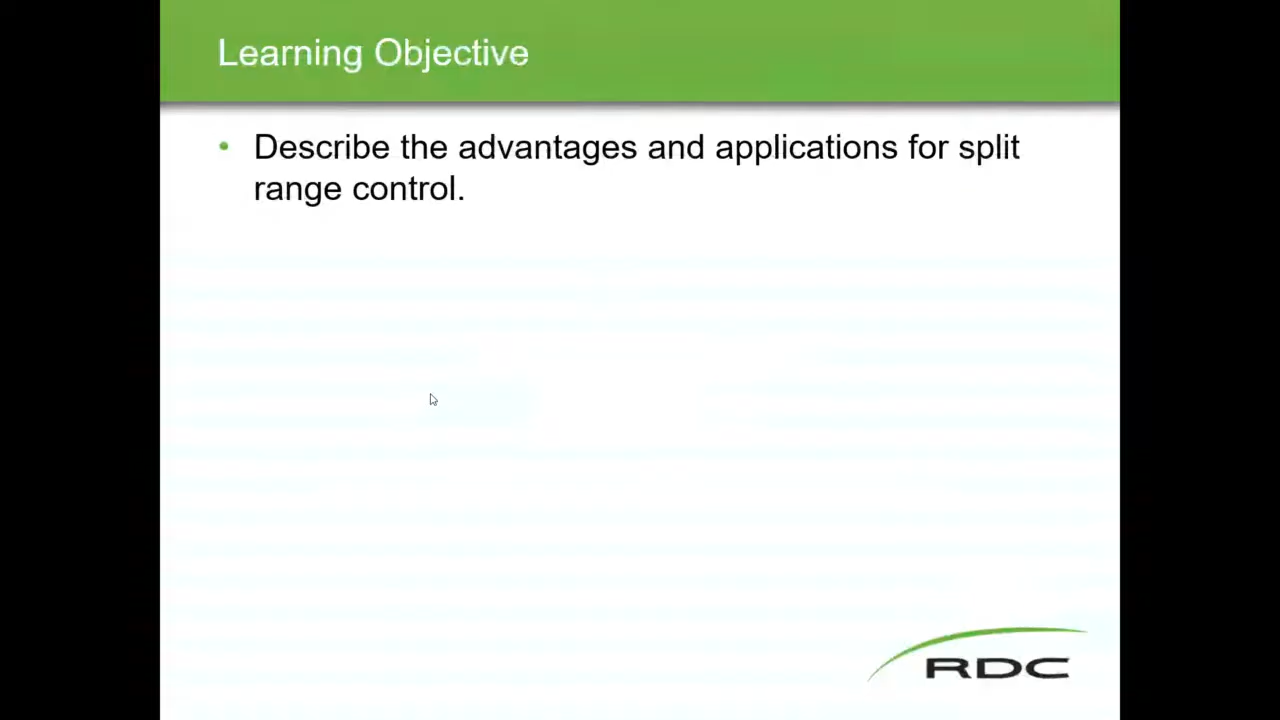 Learning Objective
• Describe the advantages and applications for split
range control.
RDC